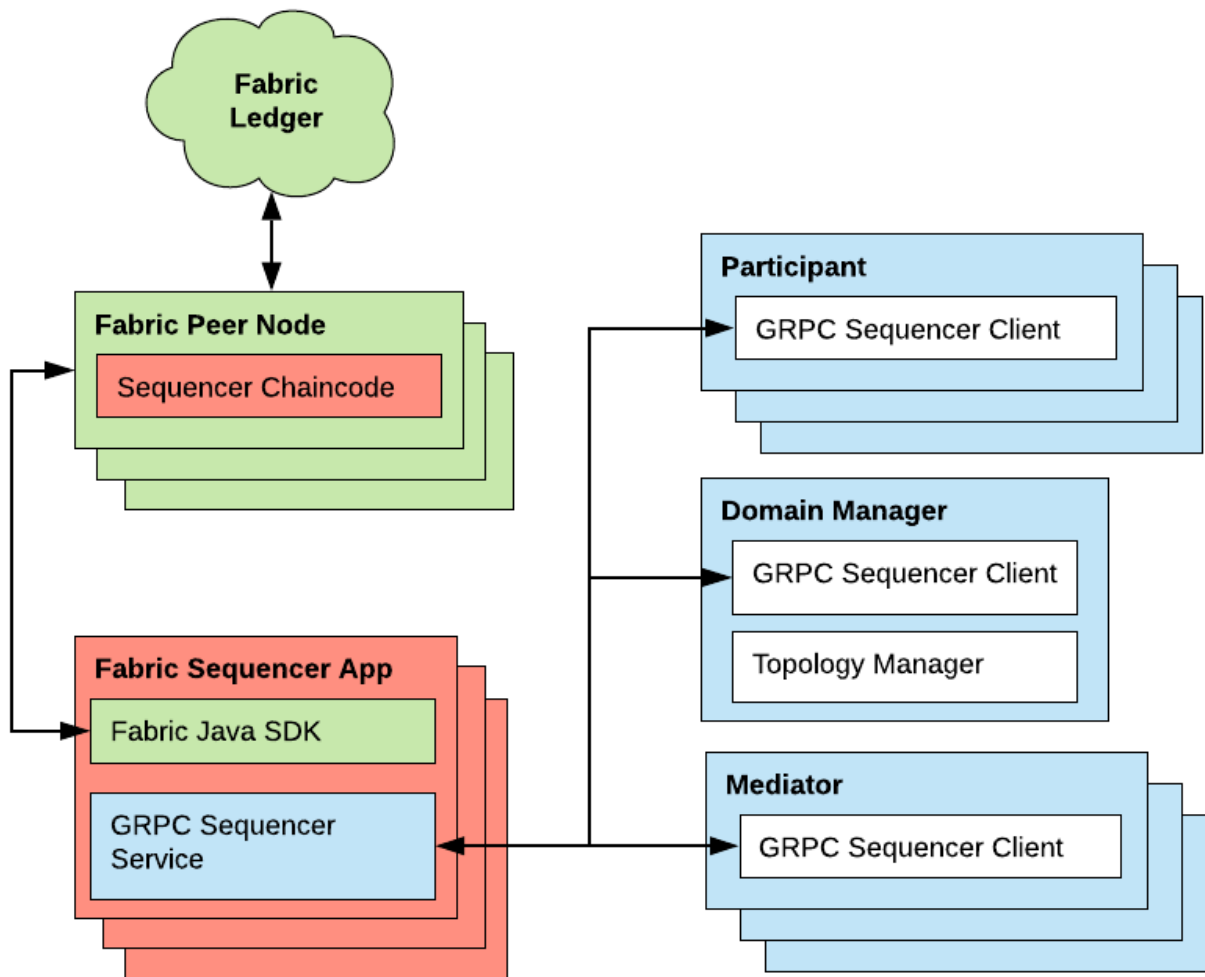 Fabric
Ledger
Fabric Peer Node
Sequencer Chaincode
Fabric Sequencer App
Fabric Java SDK
GRPC Sequencer
Service
Participant
GRPC Sequencer Client
Domain Manager
GRPC Sequencer Client
Topology Manager
Mediator
GRPC Sequencer Client